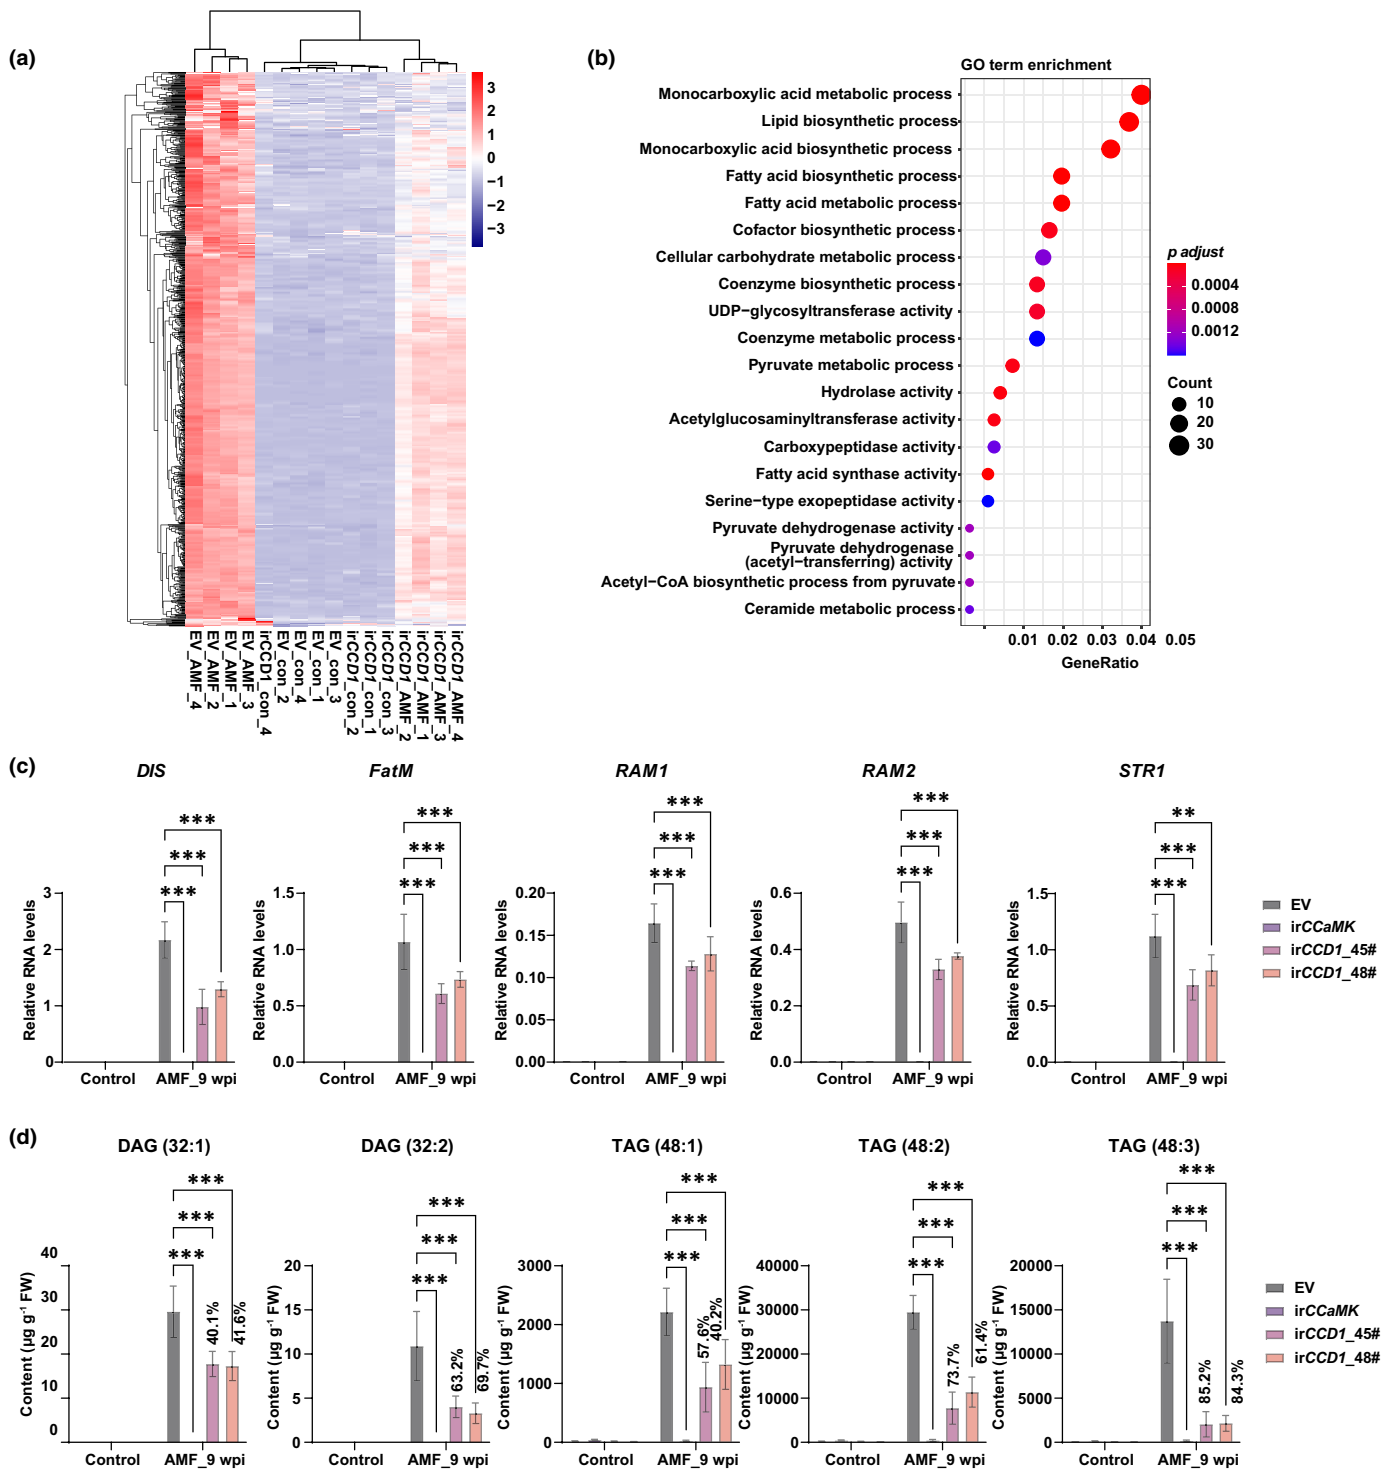 (a)
3
2
1
0
−1
−2
−3
EV_AMF_4
EV_AMF_2
EV_AMF_1
EV_AMF_3
irCCD1_con_4
EV_con_2
EV_con_4
EV_con_1
EV_con_3
irCCD1_con_2
irCCD1_con_1
irCCD1_con_3
irCCD1_AMF_2
irCCD1_AMF_1
irCCD1_AMF_3
irCCD1_AMF_4
(b)
GO term enrichment
Monocarboxylic acid metabolic process
Lipid biosynthetic process
Monocarboxylic acid biosynthetic process
Fatty acid biosynthetic process
Fatty acid metabolic process
Cofactor biosynthetic process
Cellular carbohydrate metabolic process
Coenzyme biosynthetic process
UDP−glycosyltransferase activity
Coenzyme metabolic process
Pyruvate metabolic process
Hydrolase activity
Acetylglucosaminyltransferase activity
Carboxypeptidase activity
Fatty acid synthase activity
Serine−type exopeptidase activity
Pyruvate dehydrogenase activity
Pyruvate dehydrogenase
(acetyl−transferring) activity
Acetyl−CoA biosynthetic process from pyruvate
Ceramide metabolic process
0.01 0.02 0.03 0.04 0.05
GeneRatio
p adjust
0.0004
0.0008
0.0012
Count
10
20
30
(c)
DIS
***
***
***
Relative RNA levels
3
2
1
0
Control AMF_9 wpi
FatM
***
***
***
Relative RNA levels
1.5
1.0
0.5
0.0
Control AMF_9 wpi
RAM1
***
***
***
Relative RNA levels
0.20
0.15
0.10
0.05
0.00
Control AMF_9 wpi
RAM2
***
***
***
Relative RNA levels
0.6
0.4
0.2
0.0
Control AMF_9 wpi
STR1
**
***
***
Relative RNA levels
1.5
1.0
0.5
0.0
Control AMF_9 wpi
EV
irCCaMK
irCCD1_45#
irCCD1_48#
(d)
DAG (32:1)
***
***
***
40.1%
41.6%
Content (µg g⁻¹ FW)
40
30
20
10
0
Control AMF_9 wpi
DAG (32:2)
***
***
***
63.2%
69.7%
Content (µg g⁻¹ FW)
20
15
10
5
0
Control AMF_9 wpi
TAG (48:1)
***
***
***
57.6%
40.2%
Content (µg g⁻¹ FW)
3000
2000
1000
0
Control AMF_9 wpi
TAG (48:2)
***
***
***
73.7%
61.4%
Content (µg g⁻¹ FW)
40000
30000
20000
10000
0
Control AMF_9 wpi
TAG (48:3)
***
***
***
85.2%
84.3%
Content (µg g⁻¹ FW)
20000
15000
10000
5000
0
Control AMF_9 wpi
EV
irCCaMK
irCCD1_45#
irCCD1_48#